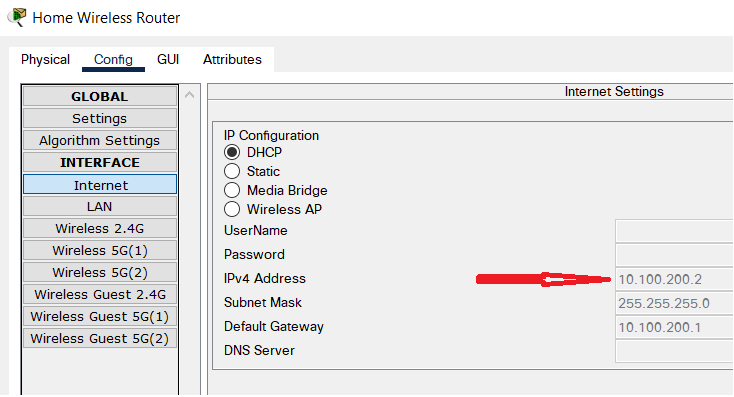 Home Wireless Router
Physical Config GUI Attributes
GLOBAL
Settings
Algorithm Settings
INTERFACE
Internet
LAN
Wireless 2.4G
Wireless 5G(1)
Wireless 5G(2)
Wireless Guest 2.4G
Wireless Guest 5G(1)
Wireless Guest 5G(2)
Internet Settings
IP Configuration
DHCP
Static
Media Bridge
Wireless AP
UserName
Password
IPv4 Address 10.100.200.2
Subnet Mask 255.255.255.0
Default Gateway 10.100.200.1
DNS Server